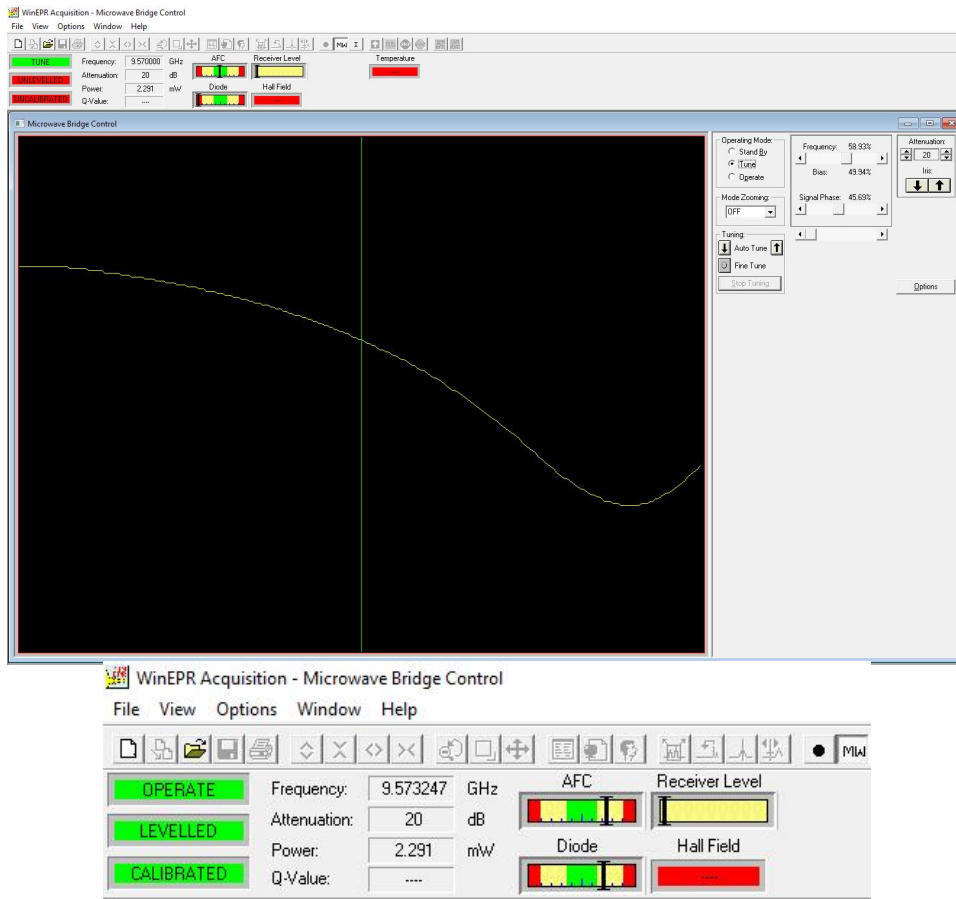 WinEPR Acquisition - Microwave Bridge Control
File View Options Window Help
MW I
TUNE Frequency: 9.570000 GHz AFC Receiver Level Temperature
UNLEVELLED Attenuation: 20 dB ----
Power: 2.291 mW Diode Hall Field
UNCALIBRATED Q-Value: ---- ----
Microwave Bridge Control
Operating Mode:
Stand By
Tune
Operate
Mode Zooming:
OFF
Tuning:
Auto Tune
Fine Tune
Stop Tuning
Frequency: 58.93%
Bias: 49.94%
Signal Phase: 45.69%
Attenuation:
20
Iris:
Options
WinEPR Acquisition - Microwave Bridge Control
File View Options Window Help
MW
OPERATE Frequency: 9.573247 GHz AFC Receiver Level
LEVELLED Attenuation: 20 dB
Power: 2.291 mW Diode Hall Field
CALIBRATED Q-Value: ---- ----